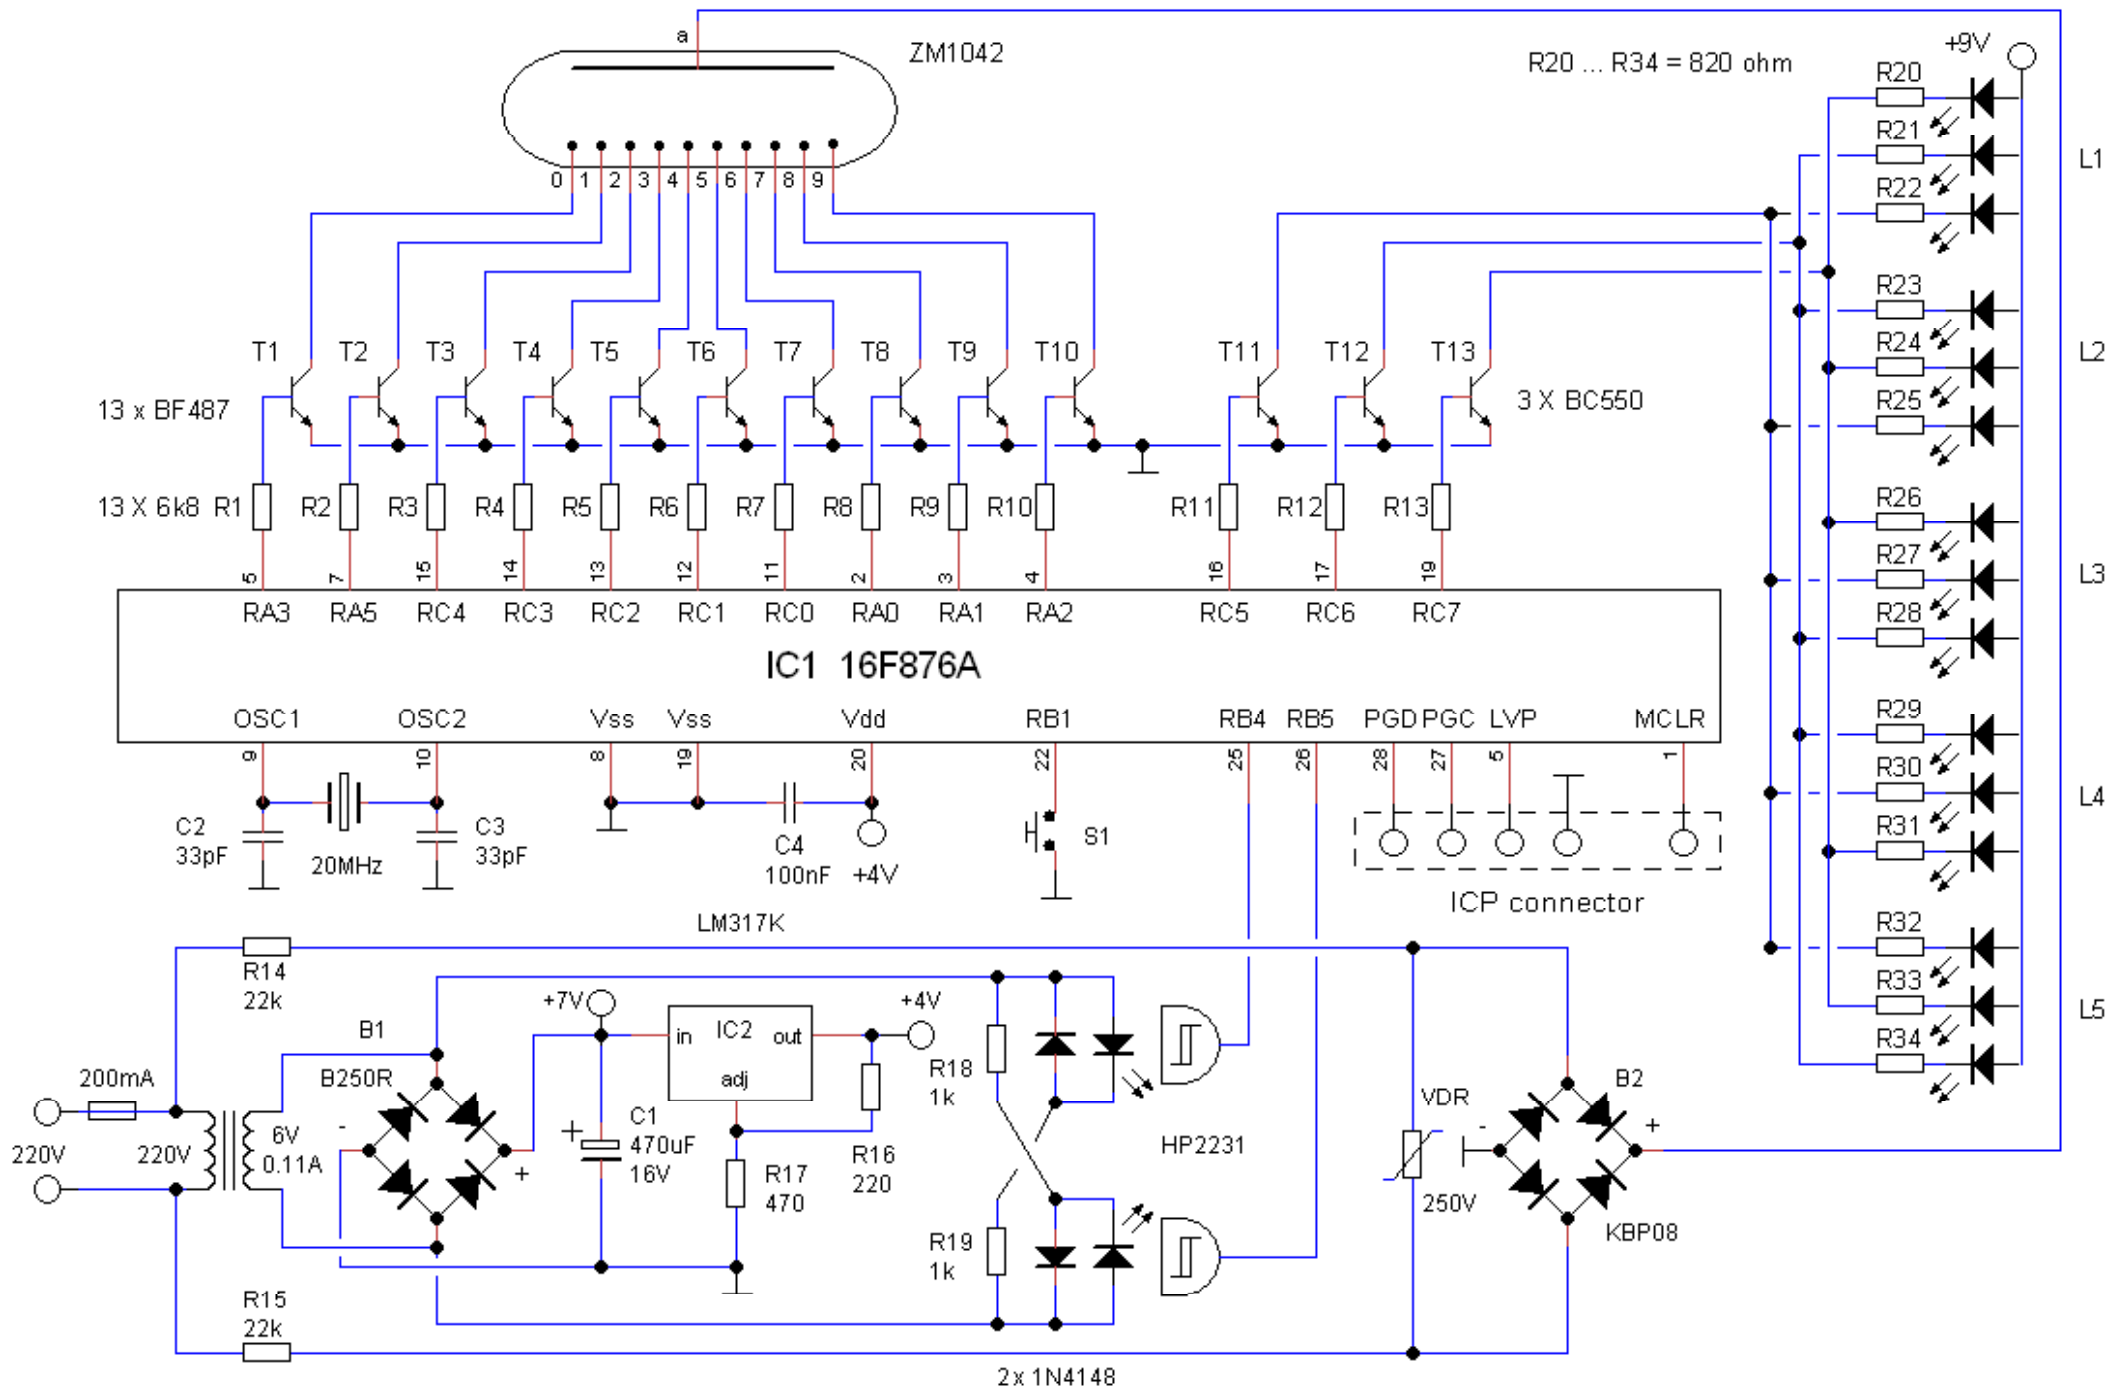 a
ZM1042
R20 ... R34 = 820 ohm
+9V
0 1 2 3 4 5 6 7 8 9
R20
R21
R22
L1
R23
R24
R25
L2
R26
R27
R28
L3
R29
R30
R31
L4
R32
R33
R34
L5
T1 T2 T3 T4 T5 T6 T7 T8 T9 T10 T11 T12 T13
13 x BF487
3 X BC550
13 X 6k8 R1 R2 R3 R4 R5 R6 R7 R8 R9 R10 R11 R12 R13
5 7 15 14 13 12 11 2 3 4 16 17 19
RA3 RA5 RC4 RC3 RC2 RC1 RC0 RA0 RA1 RA2 RC5 RC6 RC7
IC1 16F876A
OSC1 OSC2 Vss Vss Vdd RB1 RB4 RB5 PGD PGC LVP MCLR
9 10 8 19 20 22 25 26 28 27 5 1
C2
33pF
20MHz
C3
33pF
C4
100nF
+4V
S1
ICP connector
LM317K
R14
22k
B1
B250R
+7V
IC2
in
out
adj
+4V
200mA
220V
220V
6V
0.11A
-
+
+
C1
470uF
16V
R17
470
R16
220
R18
1k
R19
1k
HP2231
VDR
250V
B2
-
+
KBP08
R15
22k
2x 1N4148